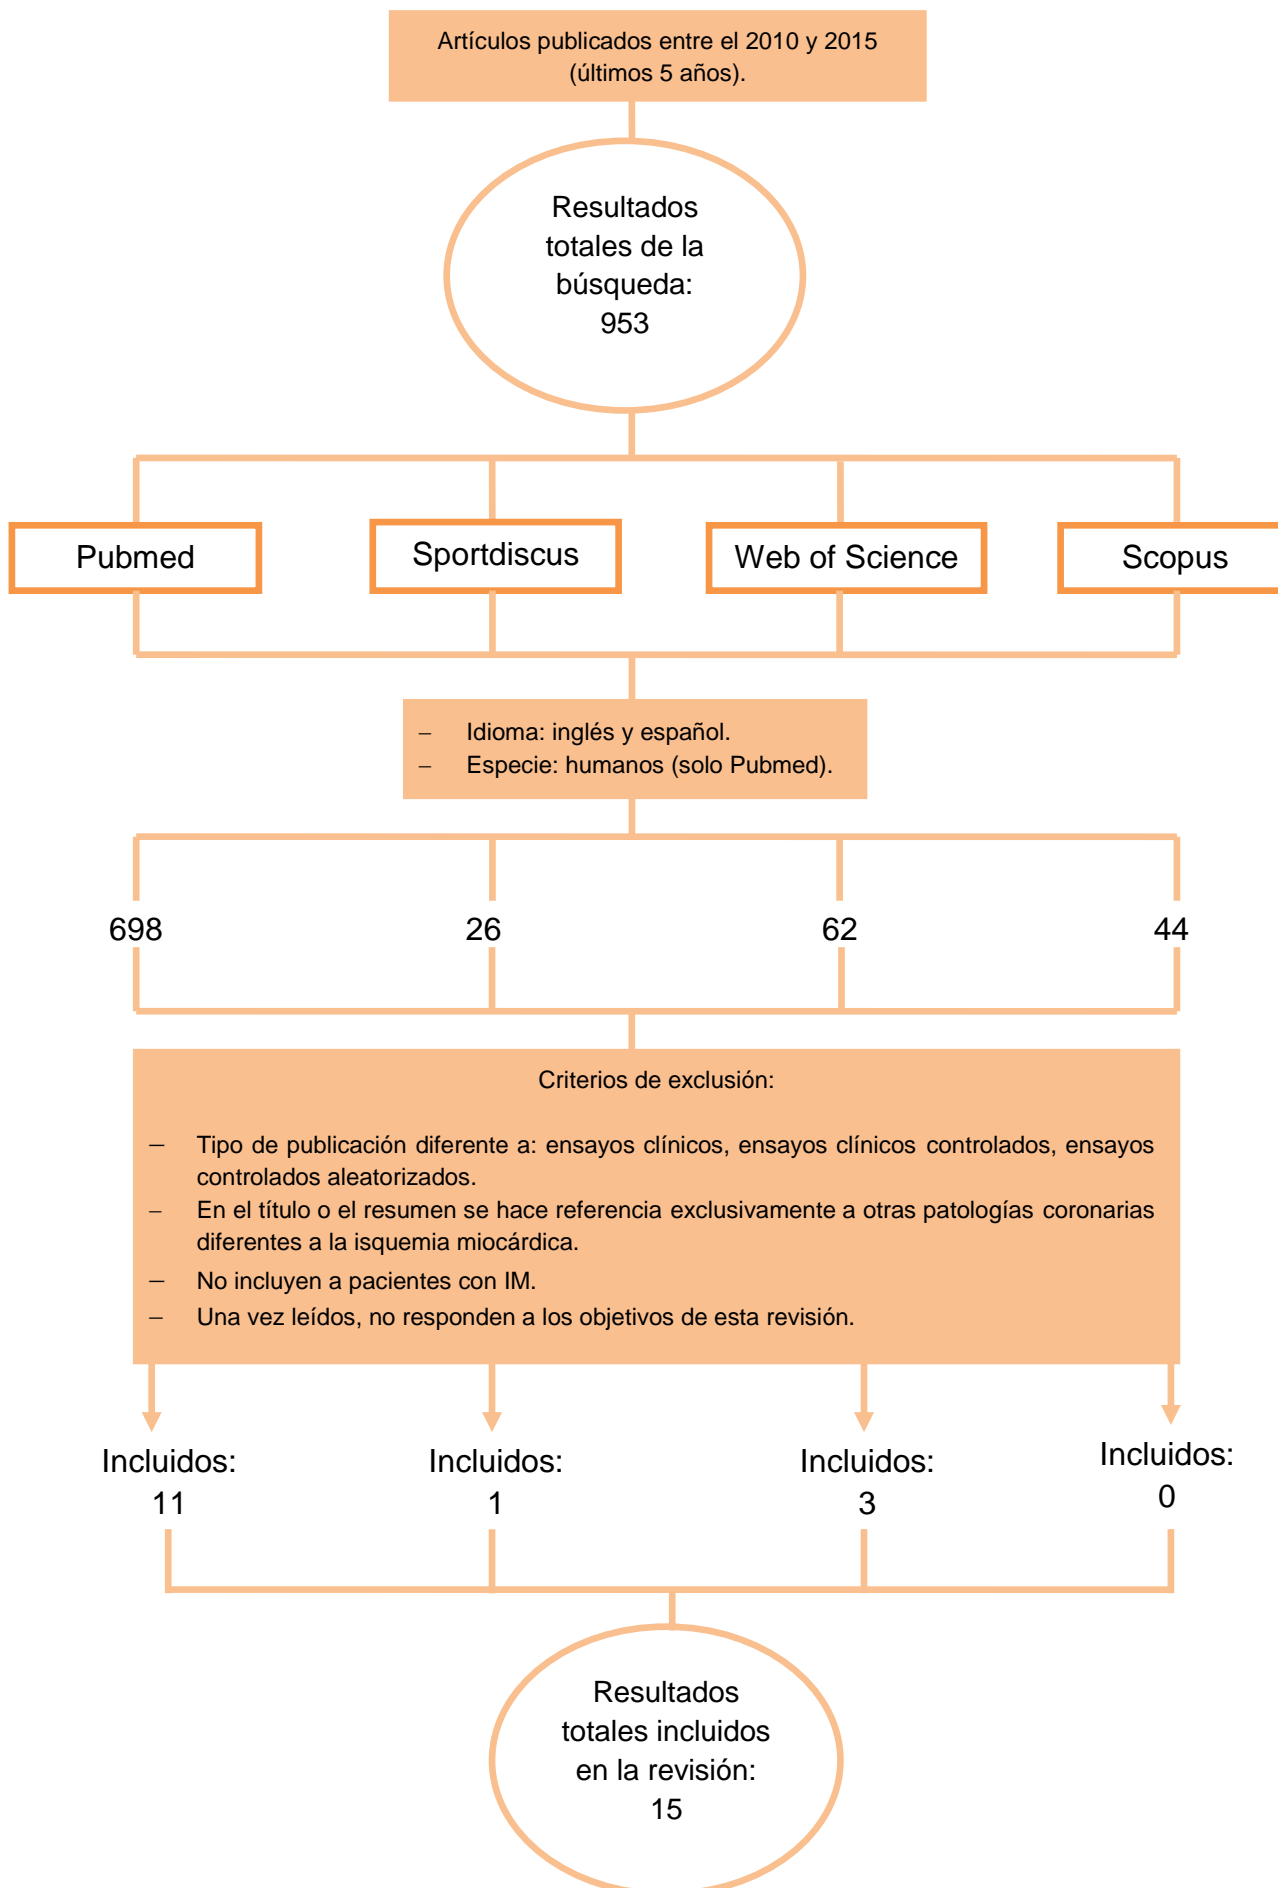 Artículos publicados entre el 2010 y 2015
(últimos 5 años).
Resultados
totales de la
búsqueda:
953
Pubmed
Sportdiscus
Web of Science
Scopus
– Idioma: inglés y español.
– Especie: humanos (solo Pubmed).
698
26
62
44
Criterios de exclusión:
– Tipo de publicación diferente a: ensayos clínicos, ensayos clínicos controlados, ensayos
controlados aleatorizados.
– En el título o el resumen se hace referencia exclusivamente a otras patologías coronarias
diferentes a la isquemia miocárdica.
– No incluyen a pacientes con IM.
– Una vez leídos, no responden a los objetivos de esta revisión.
Incluidos:
11
Incluidos:
1
Incluidos:
3
Incluidos:
0
Resultados
totales incluidos
en la revisión:
15